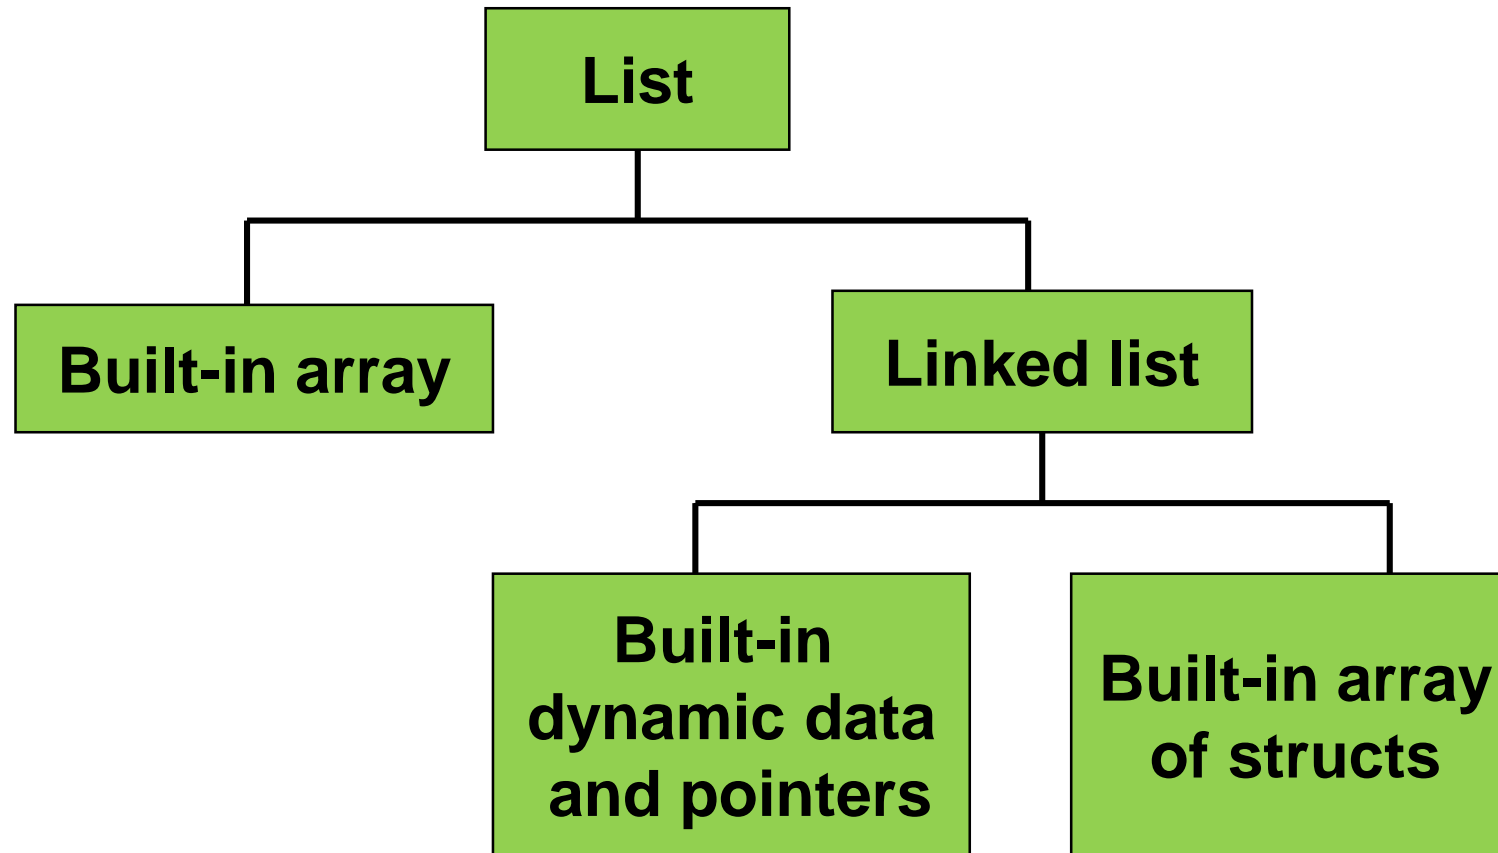 List
Built-in array
Linked list
Built-in
dynamic data
and pointers
Built-in array
of structs